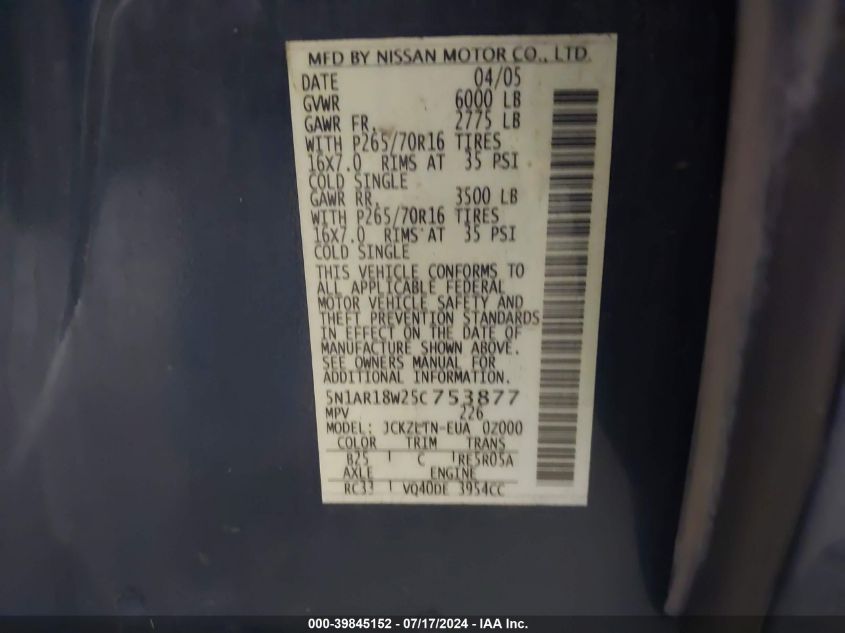 MFD BY NISSAN MOTOR CO., LTD.
DATE 04/05
GVWR 6000 LB
GAWR FR. 2775 LB
WITH P265/70R16 TIRES
16X7.0 RIMS AT 35 PSI
COLD SINGLE
GAWR RR. 3500 LB
WITH P265/70R16 TIRES
16X7.0 RIMS AT 35 PSI
COLD SINGLE
THIS VEHICLE CONFORMS TO
ALL APPLICABLE FEDERAL
MOTOR VEHICLE SAFETY AND
THEFT PREVENTION STANDARDS
IN EFFECT ON THE DATE OF
MANUFACTURE SHOWN ABOVE.
SEE OWNERS MANUAL FOR
ADDITIONAL INFORMATION.
5N1AR18W25C753877
MPV 226
MODEL: JCKZLTN-EUA 0Z000
COLOR TRIM TRANS
B25 C RE5R05A
AXLE ENGINE
RC33 VQ40DE 3954CC
000-39845152 - 07/17/2024 - IAA Inc.